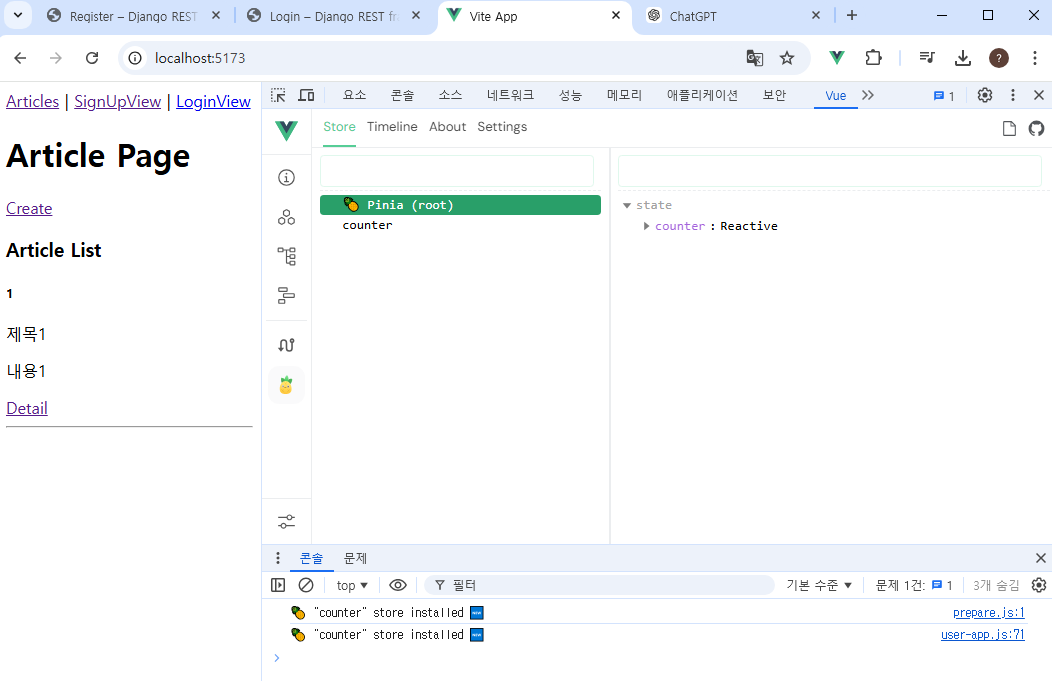 Register – Django REST
Login – Django REST fra
Vite App
ChatGPT
localhost:5173
Articles | SignUpView | LoginView
Article Page
Create
Article List
1
제목1
내용1
Detail
요소 콘솔 소스 네트워크 성능 메모리 애플리케이션 보안 Vue 1
Store Timeline About Settings
Pinia (root)
counter
state
counter : Reactive
콘솔 문제
top 필터 기본 수준 문제 1건: 1 3개 숨김
"counter" store installed prepare.js:1
"counter" store installed user-app.js:71